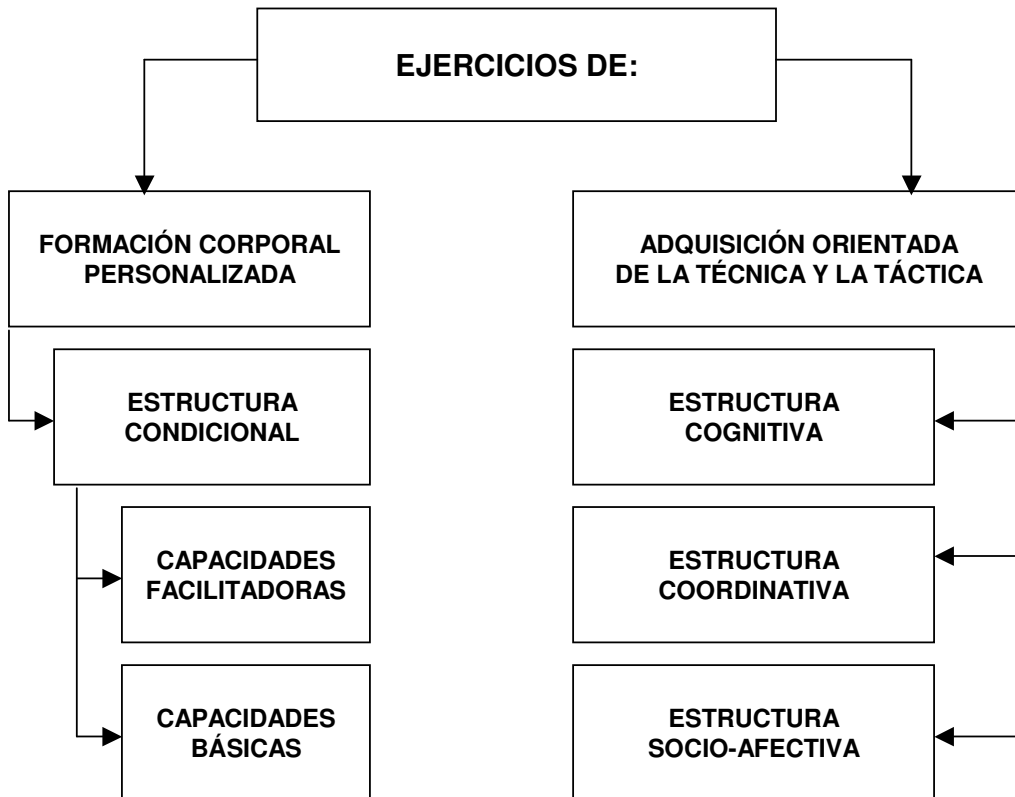 EJERCICIOS DE:
FORMACIÓN CORPORAL
PERSONALIZADA
ADQUISICIÓN ORIENTADA
DE LA TÉCNICA Y LA TÁCTICA
ESTRUCTURA
CONDICIONAL
ESTRUCTURA
COGNITIVA
CAPACIDADES
FACILITADORAS
ESTRUCTURA
COORDINATIVA
CAPACIDADES
BÁSICAS
ESTRUCTURA
SOCIO-AFECTIVA